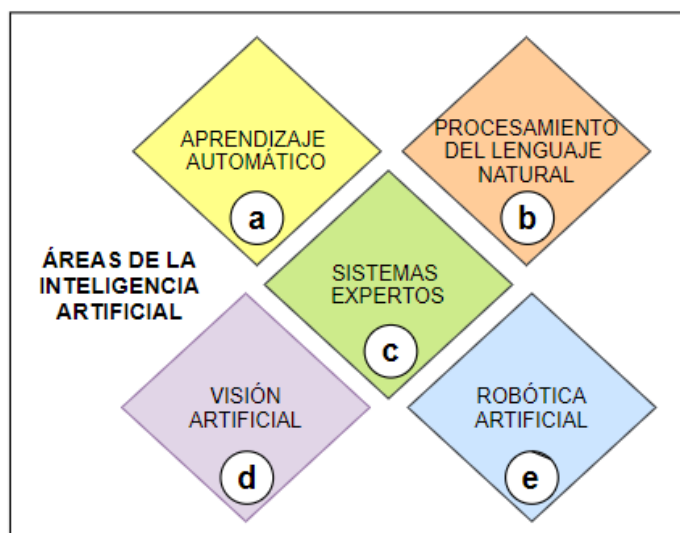 APRENDIZAJE
AUTOMÁTICO
a
PROCESAMIENTO
DEL LENGUAJE
NATURAL
b
ÁREAS DE LA
INTELIGENCIA
ARTIFICIAL
SISTEMAS
EXPERTOS
c
VISIÓN
ARTIFICIAL
d
ROBÓTICA
ARTIFICIAL
e